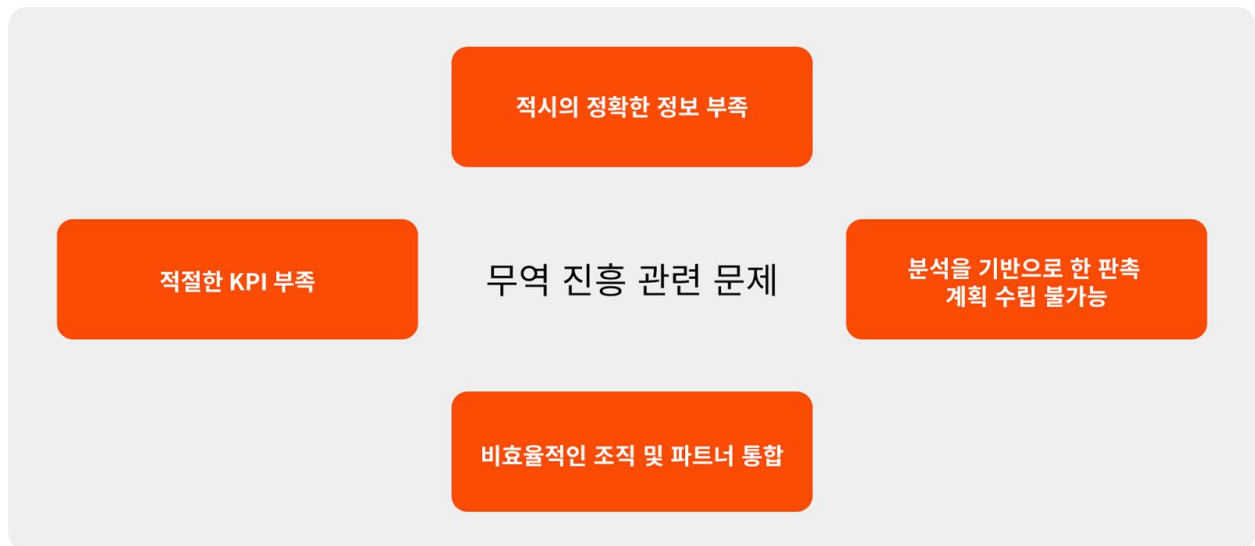 적시의 정확한 정보 부족
적절한 KPI 부족
무역 진흥 관련 문제
분석을 기반으로 한 판촉
계획 수립 불가능
비효율적인 조직 및 파트너 통합